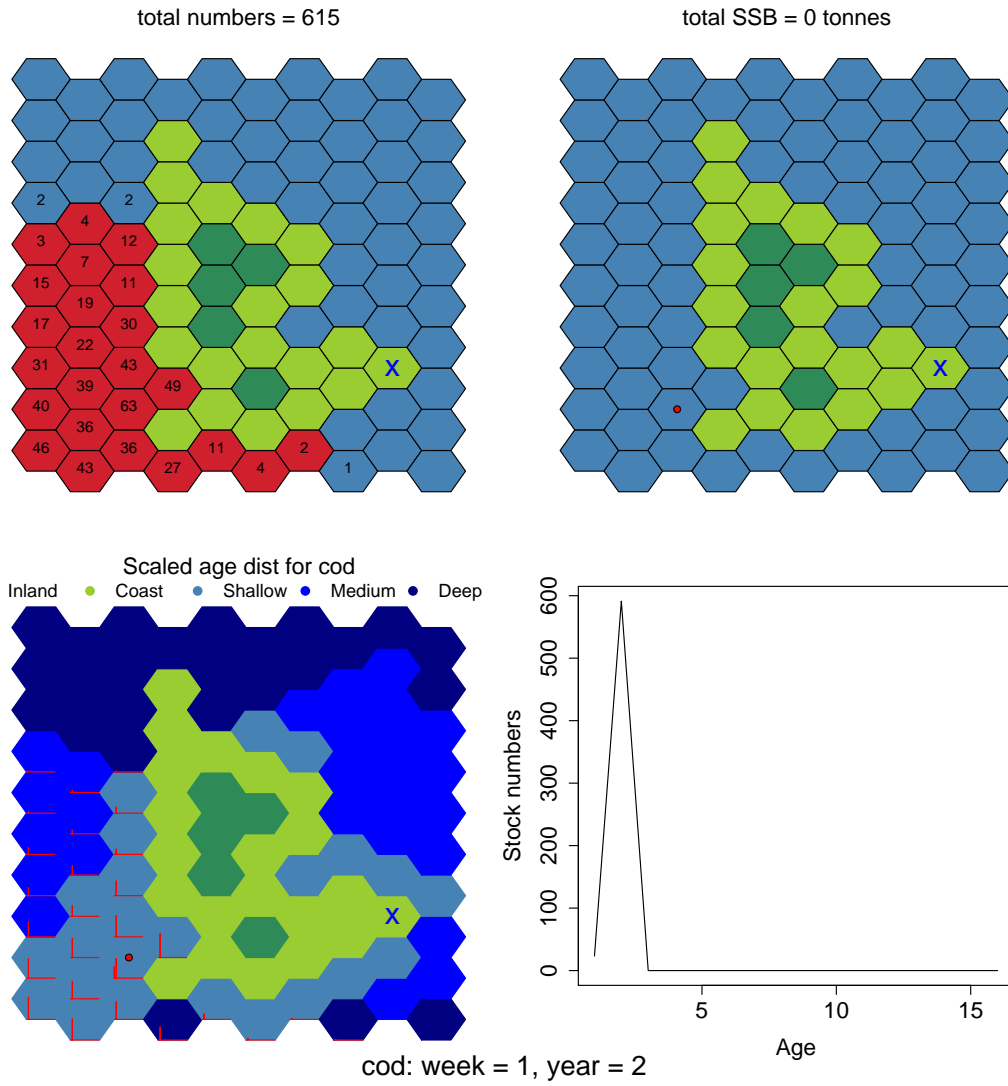 total numbers = 615
total SSB = 0 tonnes
2 2
4
3 12
7
15 11
19
17 30
22
31 43 X X
39 49
40 63
36 11 2
46 36
43 27 4 1
Scaled age dist for cod
Inland Coast Shallow Medium Deep
X
Stock numbers
0 100 200 300 400 500 600
5 10 15
Age
cod: week = 1, year = 2